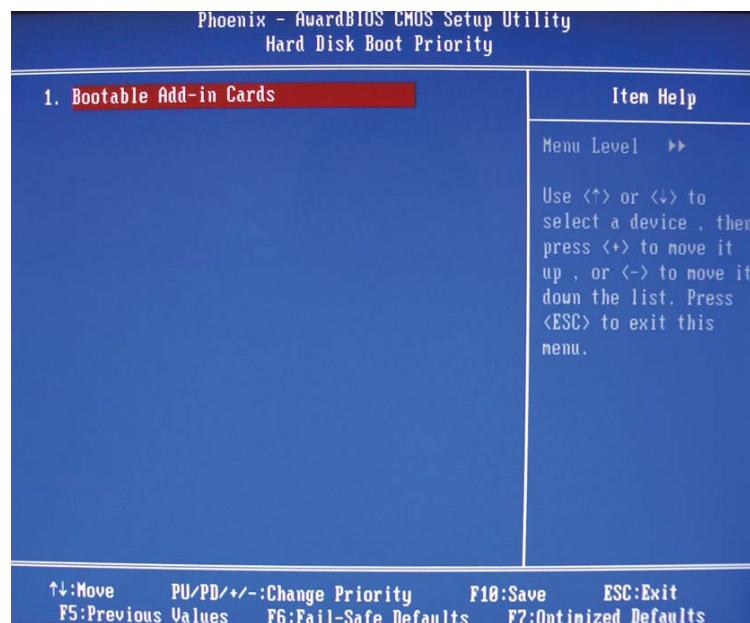 Phoenix - AwardBIOS CMOS Setup Utility
Hard Disk Boot Priority
1. Bootable Add-in Cards
Item Help
Menu Level ▸▸
Use <↑> or <↓> to
select a device , then
press <+> to move it
up , or <-> to move it
down the list. Press
<ESC> to exit this
menu.
↑↓:Move PU/PD/+/-:Change Priority F10:Save ESC:Exit
F5:Previous Values F6:Fail-Safe Defaults F7:Optimized Defaults